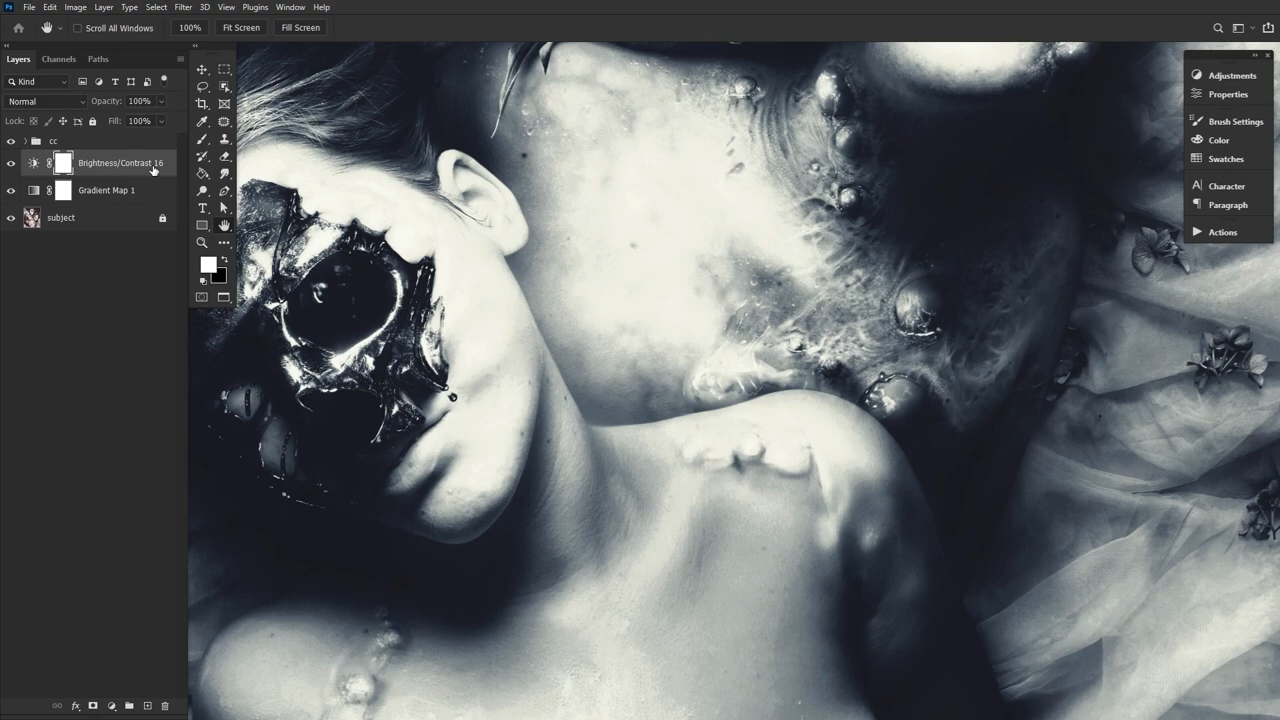 Ps File Edit Image Layer Type Select Filter 3D View Plugins Window Help
Scroll All Windows 100% Fit Screen Fill Screen
Layers Channels Paths
Kind
Normal Opacity: 100%
Lock: Fill: 100%
cc
Brightness/Contrast 16
Gradient Map 1
subject
fx
Adjustments
Properties
Brush Settings
Color
Swatches
Character
Paragraph
Actions